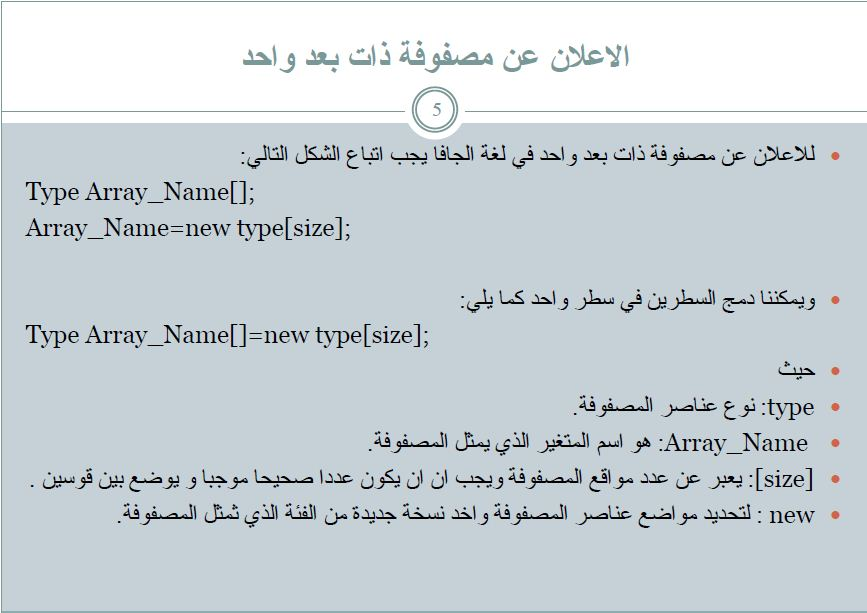 الاعلان عن مصفوفة ذات بعد واحد
5
للاعلان عن مصفوفة ذات بعد واحد في لغة الجافا يجب اتباع الشكل التالي:
Type Array_Name[];
Array_Name=new type[size];
ويمكننا دمج السطرين في سطر واحد كما يلي:
Type Array_Name[]=new type[size];
حيث
type: نوع عناصر المصفوفة.
Array_Name: هو اسم المتغير الذي يمثل المصفوفة.
[size]: يعبر عن عدد مواقع المصفوفة ويجب ان ان يكون عددا صحيحا موجبا و يوضع بين قوسين .
new : لتحديد مواضع عناصر المصفوفة واخد نسخة جديدة من الفئة الذي ثمثل المصفوفة.